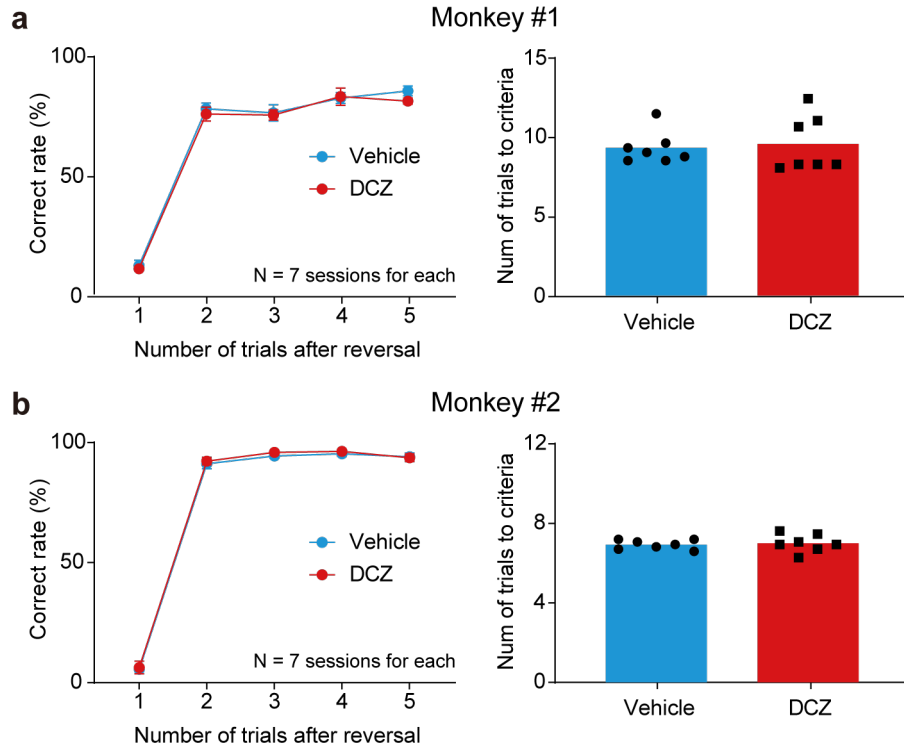 a
Monkey #1
Correct rate (%)
100
50
0
Vehicle
DCZ
N = 7 sessions for each
1 2 3 4 5
Number of trials after reversal
Num of trials to criteria
15
10
5
0
Vehicle DCZ
b
Monkey #2
Correct rate (%)
100
50
0
Vehicle
DCZ
N = 7 sessions for each
1 2 3 4 5
Number of trials after reversal
Num of trials to criteria
12
8
4
0
Vehicle DCZ